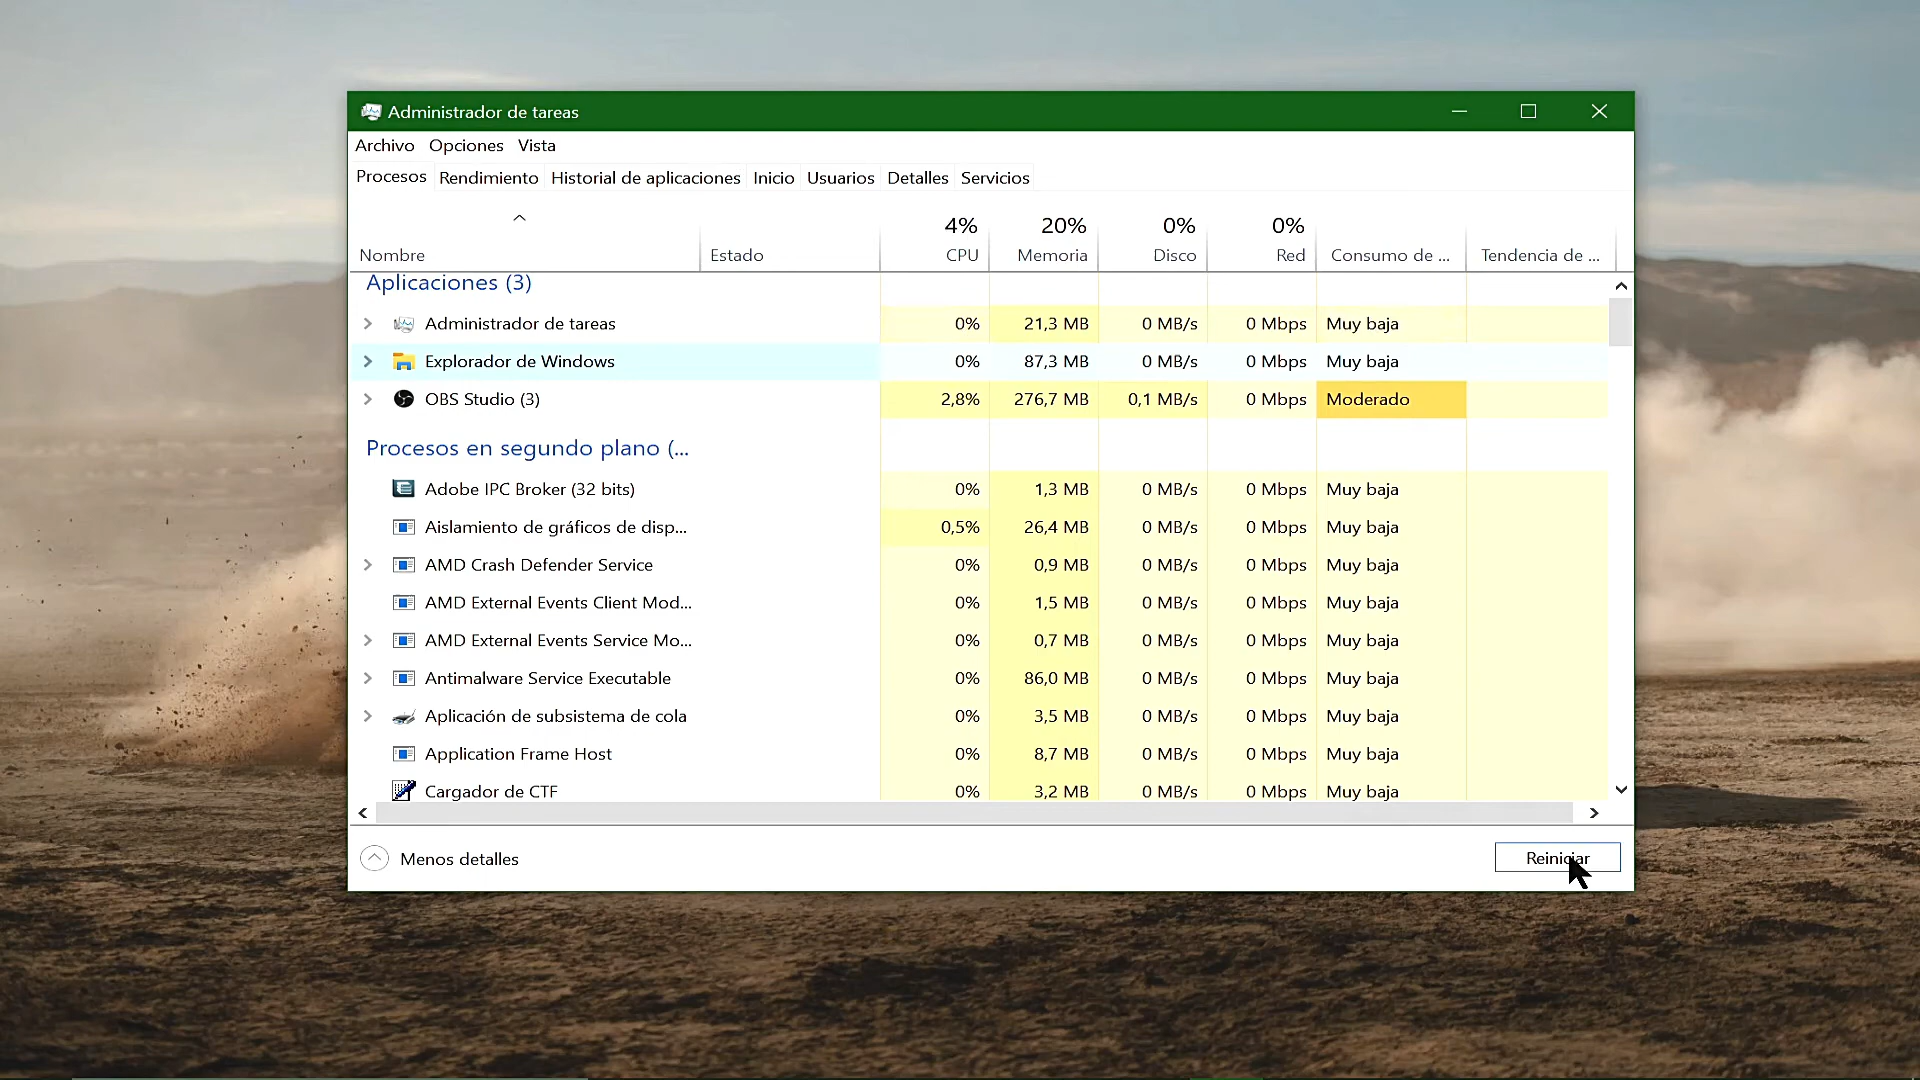 Administrador de tareas
Archivo Opciones Vista
Procesos Rendimiento Historial de aplicaciones Inicio Usuarios Detalles Servicios
4% 20% 0% 0%
Nombre Estado CPU Memoria Disco Red Consumo de ... Tendencia de ...
Aplicaciones (3)
Administrador de tareas 0% 21,3 MB 0 MB/s 0 Mbps Muy baja
Explorador de Windows 0% 87,3 MB 0 MB/s 0 Mbps Muy baja
OBS Studio (3) 2,8% 276,7 MB 0,1 MB/s 0 Mbps Moderado
Procesos en segundo plano (...
Adobe IPC Broker (32 bits) 0% 1,3 MB 0 MB/s 0 Mbps Muy baja
Aislamiento de gráficos de disp... 0,5% 26,4 MB 0 MB/s 0 Mbps Muy baja
AMD Crash Defender Service 0% 0,9 MB 0 MB/s 0 Mbps Muy baja
AMD External Events Client Mod... 0% 1,5 MB 0 MB/s 0 Mbps Muy baja
AMD External Events Service Mo... 0% 0,7 MB 0 MB/s 0 Mbps Muy baja
Antimalware Service Executable 0% 86,0 MB 0 MB/s 0 Mbps Muy baja
Aplicación de subsistema de cola 0% 3,5 MB 0 MB/s 0 Mbps Muy baja
Application Frame Host 0% 8,7 MB 0 MB/s 0 Mbps Muy baja
Cargador de CTF 0% 3,2 MB 0 MB/s 0 Mbps Muy baja
Menos detalles Reiniciar